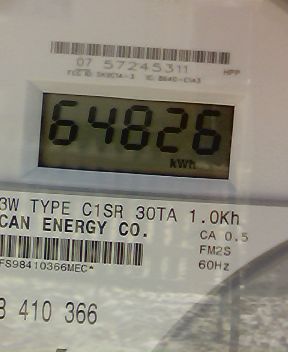 07 57245311
HPP
64826
kWh
3W TYPE C1SR 30TA 1.0Kh
CAN ENERGY CO.
CA 0.5
FM2S
60Hz
FS98410366MEC*
410 366